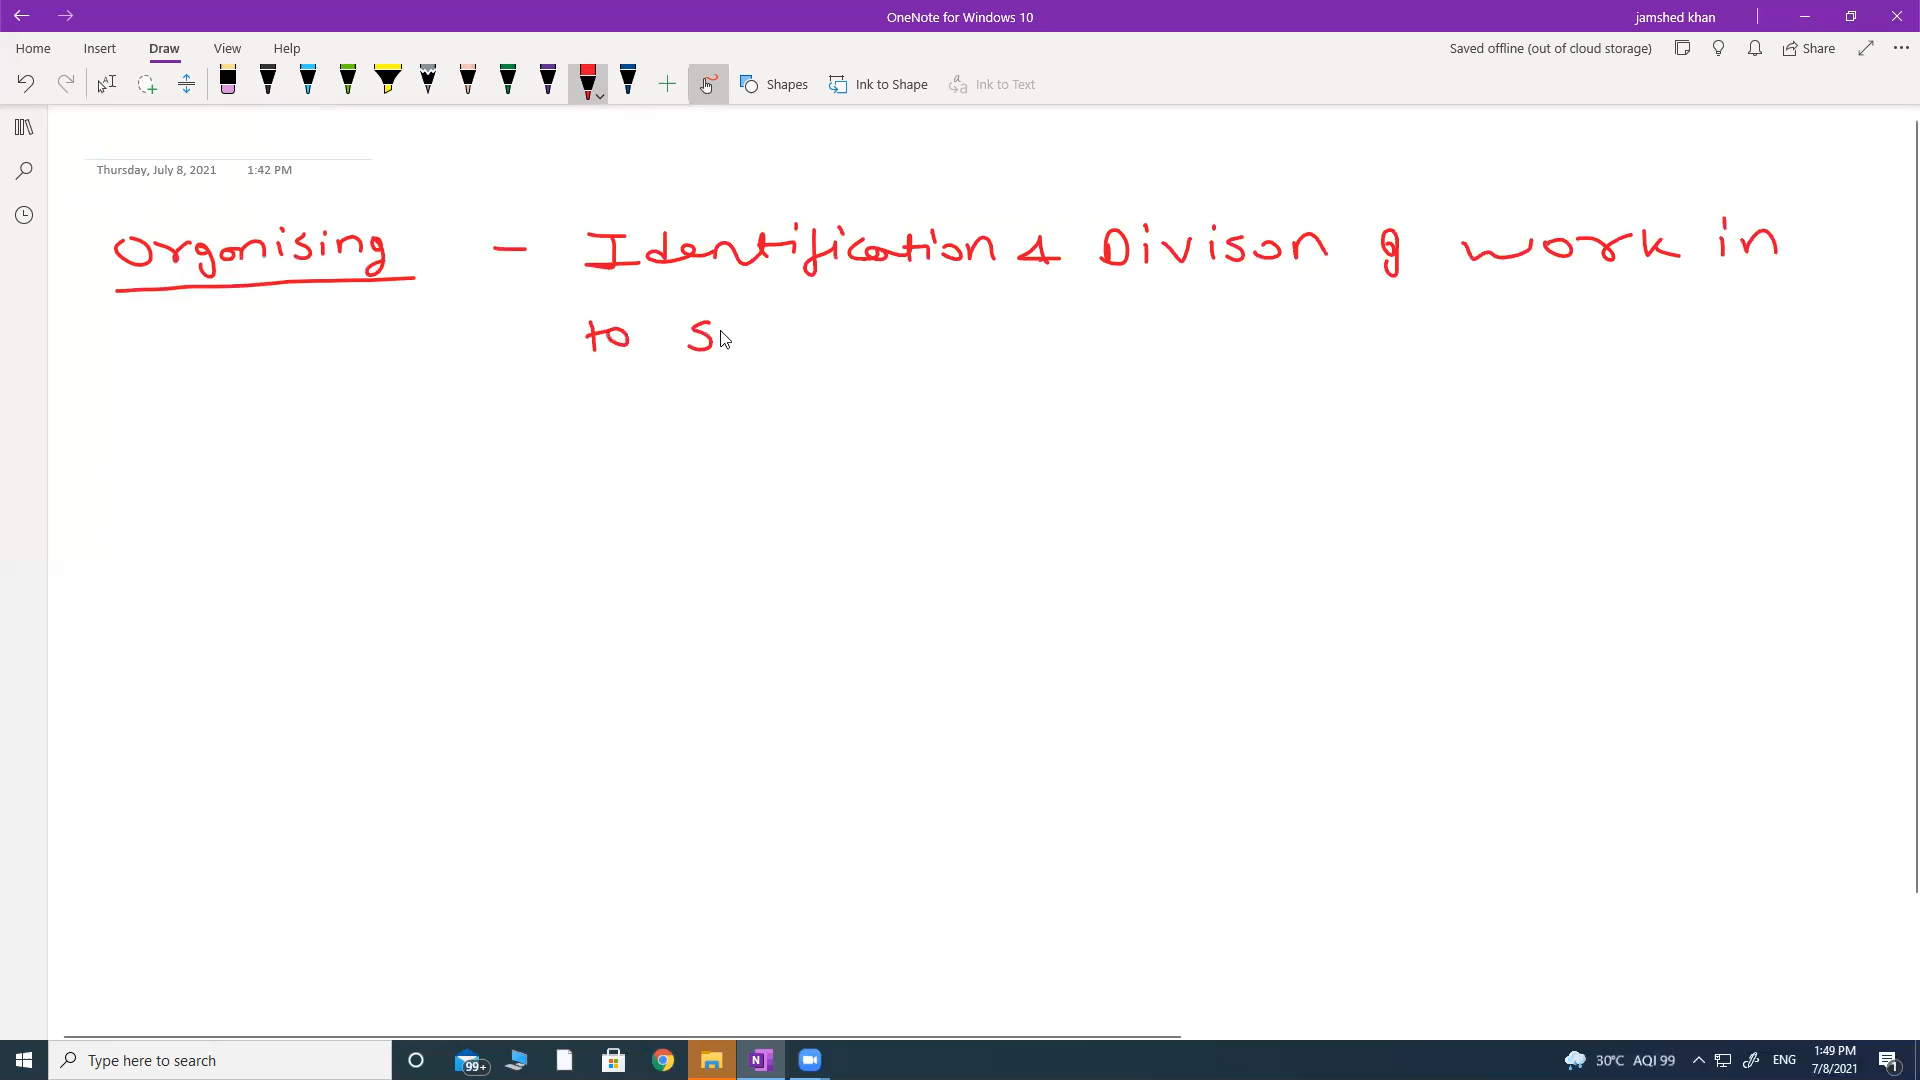 OneNote for Windows 10
jamshed khan
Home Insert Draw View Help
Saved offline (out of cloud storage)
Share
Shapes
Ink to Shape
Ink to Text
Thursday, July 8, 2021 1:42 PM
Organising - Identification & Divison of work in
to S
Type here to search
99+
30°C AQI 99
ENG
1:49 PM
7/8/2021
1